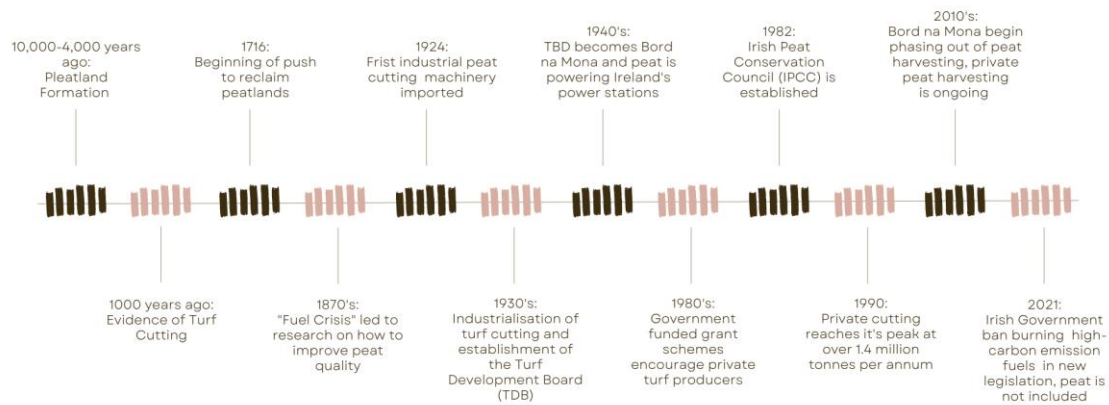 10,000-4,000 years
ago:
Pleatland
Formation
1000 years ago:
Evidence of Turf
Cutting
1716:
Beginning of push
to reclaim
peatlands
1870's:
"Fuel Crisis" led to
research on how to
improve peat
quality
1924:
Frist industrial peat
cutting machinery
imported
1930's:
Industrialisation of
turf cutting and
establishment of
the Turf
Development Board
(TDB)
1940's:
TBD becomes Bord
na Mona and peat is
powering Ireland's
power stations
1980's:
Government
funded grant
schemes
encourage private
turf producers
1982:
Irish Peat
Conservation
Council (IPCC) is
established
1990:
Private cutting
reaches it's peak at
over 1.4 million
tonnes per annum
2010's:
Bord na Mona begin
phasing out of peat
harvesting, private
peat harvesting
is ongoing
2021:
Irish Government
ban burning high-
carbon emission
fuels in new
legislation, peat is
not included